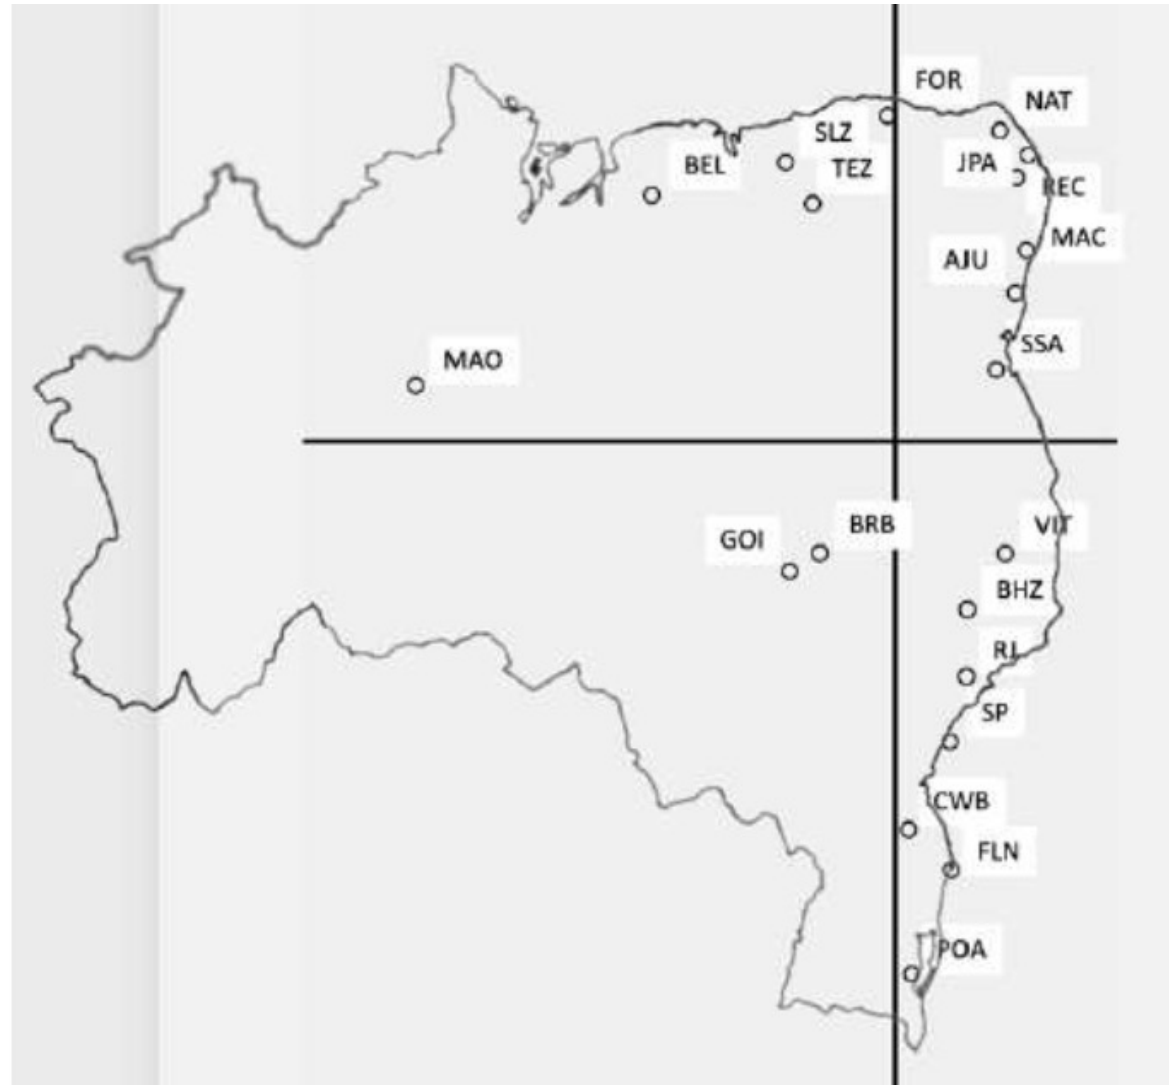 FOR
NAT
SLZ
BEL
TEZ
JPA
REC
MAC
AJU
SSA
MAO
BRB
GOI
VIT
BHZ
RJ
SP
CWB
FLN
POA